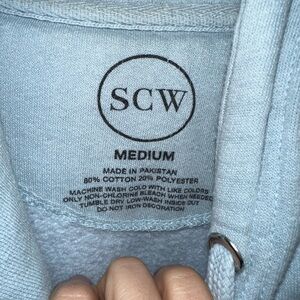 SCW
MEDIUM
MADE IN PAKISTAN
80% COTTON 20% POLYESTER
MACHINE WASH COLD WITH LIKE COLORS
ONLY NON-CHLORINE BLEACH WHEN NEEDED
TUMBLE DRY LOW-WASH INSIDE OUT
DO NOT IRON DECORATION